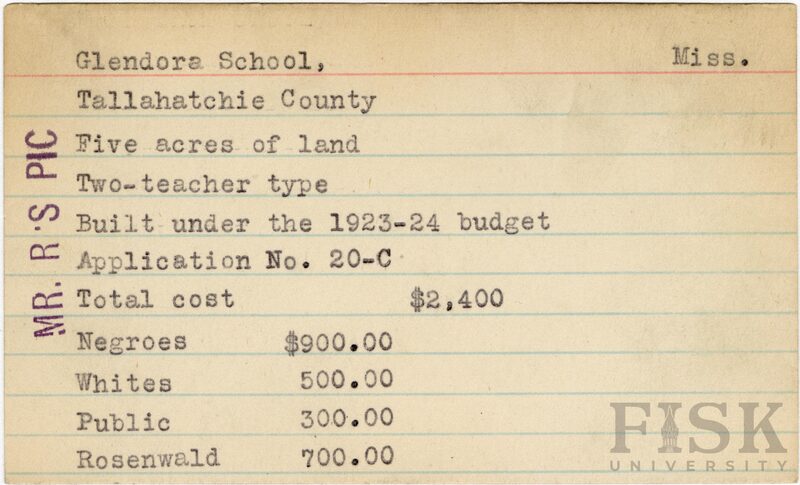 Glendora School, Miss.
Tallahatchie County
Five acres of land
Two-teacher type
Built under the 1923-24 budget
Application No. 20-C
Total cost $2,400
Negroes $900.00
Whites 500.00
Public 300.00
Rosenwald 700.00
MR. R'S PIC
FISK
UNIVERSITY